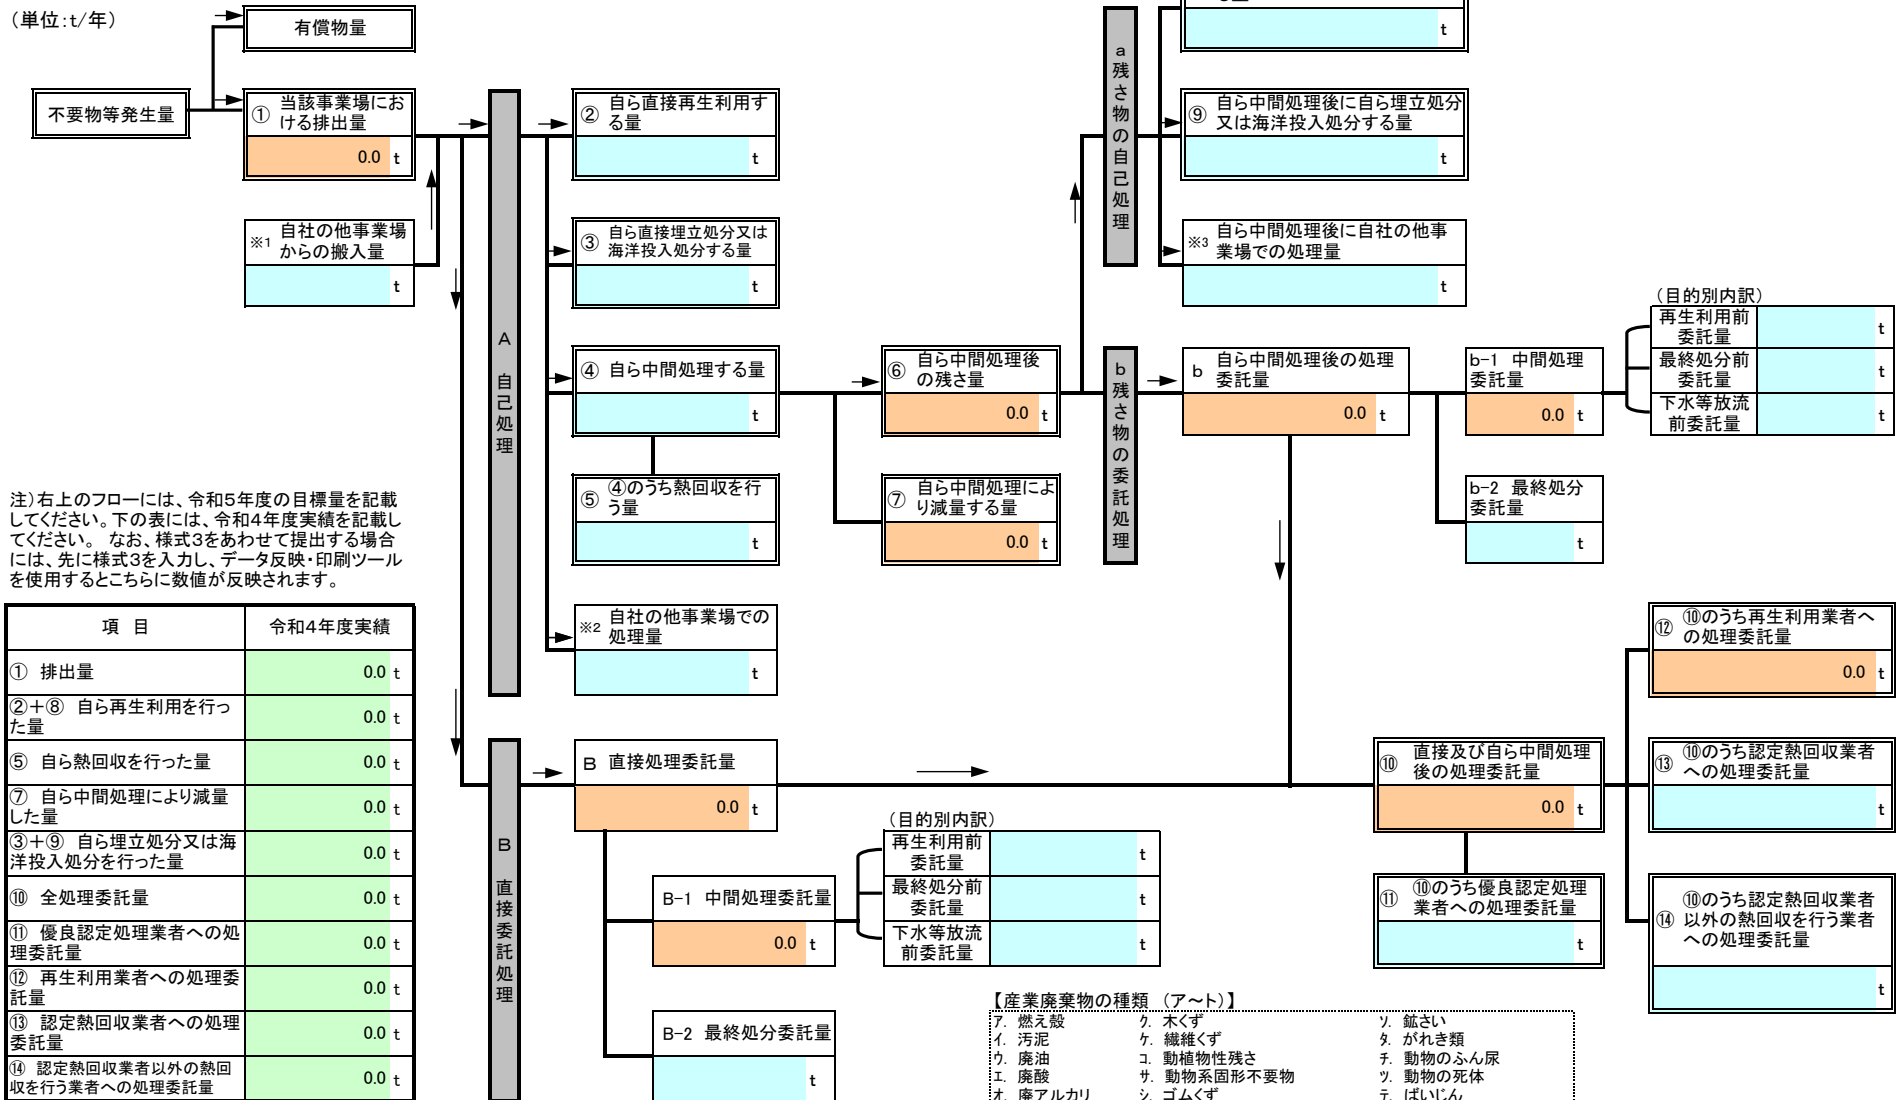 （単位：t/年）
有償物量
t
不要物等発生量
①
当該事業場にお
ける排出量
0.0 t
※1
自社の他事業場
からの搬入量
t
A 自己処理
②
自ら直接再生利用す
る量
t
③
自ら直接埋立処分又は
海洋投入処分する量
t
④ 自ら中間処理する量
t
⑤
④のうち熱回収を行
う量
t
※2
自社の他事業場での
処理量
t
⑥
自ら中間処理後
の残さ量
0.0 t
⑦
自ら中間処理によ
り減量する量
0.0 t
a 残さ物の自己処理
⑨
自ら中間処理後に自ら埋立処分
又は海洋投入処分する量
t
※3
自ら中間処理後に自社の他事
業場での処理量
t
b 残さ物の委託処理
b
自ら中間処理後の処理
委託量
0.0 t
b-1 中間処理
委託量
0.0 t
（目的別内訳）
再生利用前
委託量
t
最終処分前
委託量
t
下水等放流
前委託量
t
b-2 最終処分
委託量
t
注）右上のフローには、令和５年度の目標量を記載
してください。下の表には、令和４年度実績を記載し
てください。 なお、様式３をあわせて提出する場合
には、先に様式３を入力し、データ反映・印刷ツール
を使用するとこちらに数値が反映されます。
項 目 令和４年度実績
① 排出量 0.0 t
②＋⑧ 自ら再生利用を行っ
た量
0.0 t
⑤ 自ら熱回収を行った量 0.0 t
⑦ 自ら中間処理により減量
した量
0.0 t
③＋⑨ 自ら埋立処分又は海
洋投入処分を行った量
0.0 t
⑩ 全処理委託量 0.0 t
⑪ 優良認定処理業者への処
理委託量
0.0 t
⑫ 再生利用業者への処理委
託量
0.0 t
⑬ 認定熱回収業者への処理
委託量
0.0 t
⑭ 認定熱回収業者以外の熱回
収を行う業者への処理委託量
0.0 t
B 直接委託処理
B 直接処理委託量
0.0 t
B-1 中間処理委託量
0.0 t
（目的別内訳）
再生利用前
委託量
t
最終処分前
委託量
t
下水等放流
前委託量
t
B-2 最終処分委託量
t
⑩
直接及び自ら中間処理
後の処理委託量
0.0 t
⑪
⑩のうち優良認定処理
業者への処理委託量
t
⑫
⑩のうち再生利用業者へ
の処理委託量
0.0 t
⑬
⑩のうち認定熱回収業者
への処理委託量
t
⑭
⑩のうち認定熱回収業者
以外の熱回収を行う業者
への処理委託量
t
【産業廃棄物の種類 （ア～ト）】
ア. 燃え殻 ク. 木くず ソ. 鉱さい
イ. 汚泥 ケ. 繊維くず タ. がれき類
ウ. 廃油 コ. 動植物性残さ チ. 動物のふん尿
エ. 廃酸 サ. 動物系固形不要物 ツ. 動物の死体
オ. 廃アルカリ シ. ゴムくず テ. ばいじん